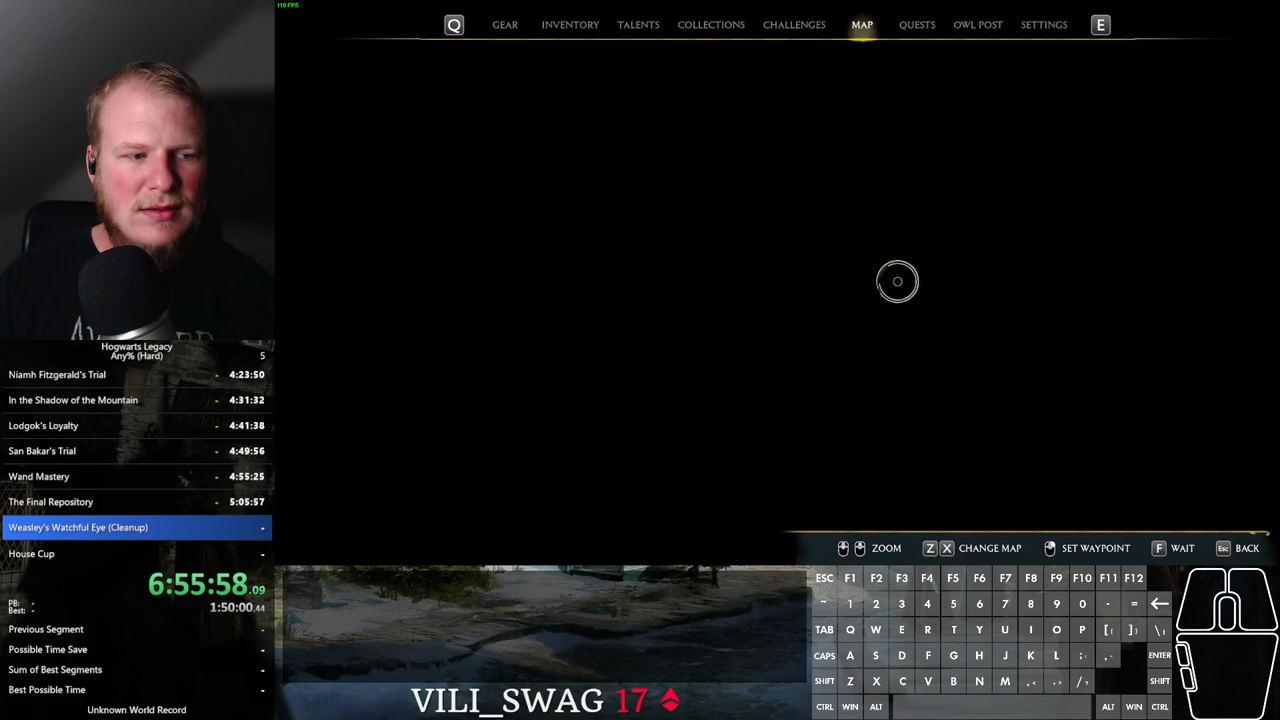 119 FPS
Q GEAR INVENTORY TALENTS COLLECTIONS CHALLENGES MAP QUESTS OWL POST SETTINGS E
Hogwarts Legacy
Any% (Hard) 5
Niamh Fitzgerald's Trial - 4:23:50
In the Shadow of the Mountain - 4:31:32
Lodgok's Loyalty - 4:41:38
San Bakar's Trial - 4:49:56
Wand Mastery - 4:55:25
The Final Repository - 5:05:57
Weasley's Watchful Eye (Cleanup) -
House Cup -
6:55:58.09
PB: -
Best: -
1:50:00.44
Previous Segment -
Possible Time Save -
Sum of Best Segments -
Best Possible Time -
Unknown World Record
ZOOM Z X CHANGE MAP SET WAYPOINT F WAIT Esc BACK
ESC F1 F2 F3 F4 F5 F6 F7 F8 F9 F10 F11 F12
~ 1 2 3 4 5 6 7 8 9 0 - =
TAB Q W E R T Y U I O P [{ ]} \|
CAPS A S D F G H J K L ;: ,- ENTER
SHIFT Z X C V B N M ,< .> /? SHIFT
CTRL WIN ALT ALT WIN CTRL
VILI_SWAG 17